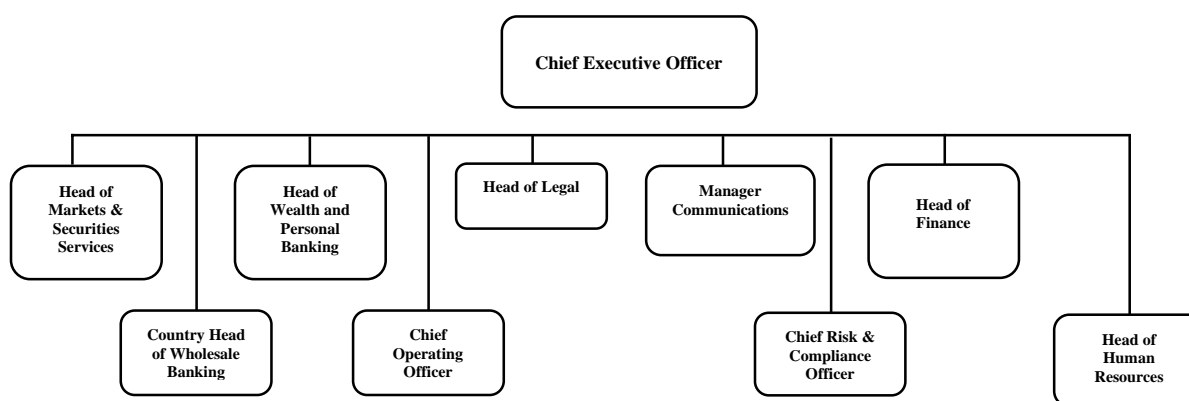 Chief Executive Officer
Head of
Markets &
Securities
Services
Head of
Wealth and
Personal
Banking
Head of Legal
Manager
Communications
Head of
Finance
Country Head
of Wholesale
Banking
Chief
Operating
Officer
Chief Risk &
Compliance
Officer
Head of
Human
Resources